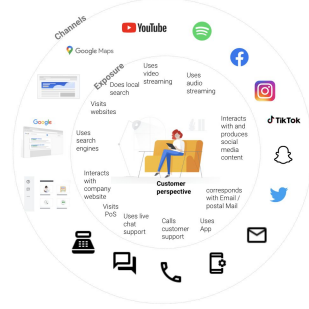 Channels
YouTube
Google Maps
Exposure
Uses
video
streaming
Does local
search
Uses
audio
streaming
Visits
websites
TikTok
Google
Interacts
with and
produces
social
media
content
Uses
search
engines
Interacts
with
company
website
Customer
perspective
corresponds
with Email /
postal Mail
Visits
PoS
Uses live
chat
support
Calls
customer
support
Uses
App